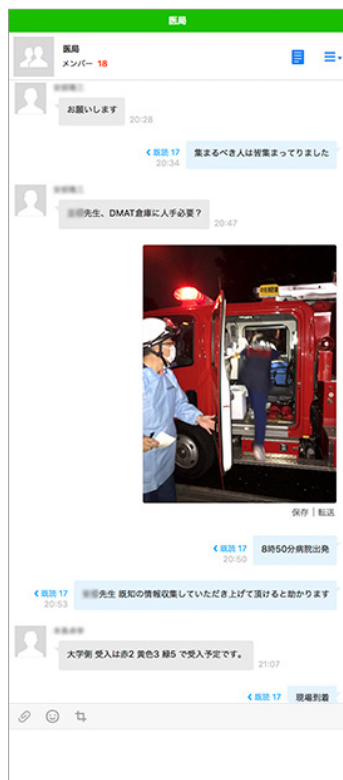 医局
医局
メンバー 18
お願いします
20:28
既読 17
20:34
集まるべき人は皆集まってりました
先生、DMAT倉庫に人手必要？
20:47
保存 | 転送
既読 17
20:50
8時50分病院出発
既読 17
20:53
先生 既知の情報収集していただき上げて頂けると助かります
大学側 受入は赤2 黄色3 緑5 で受入予定です。
21:07
既読 17
現場到着